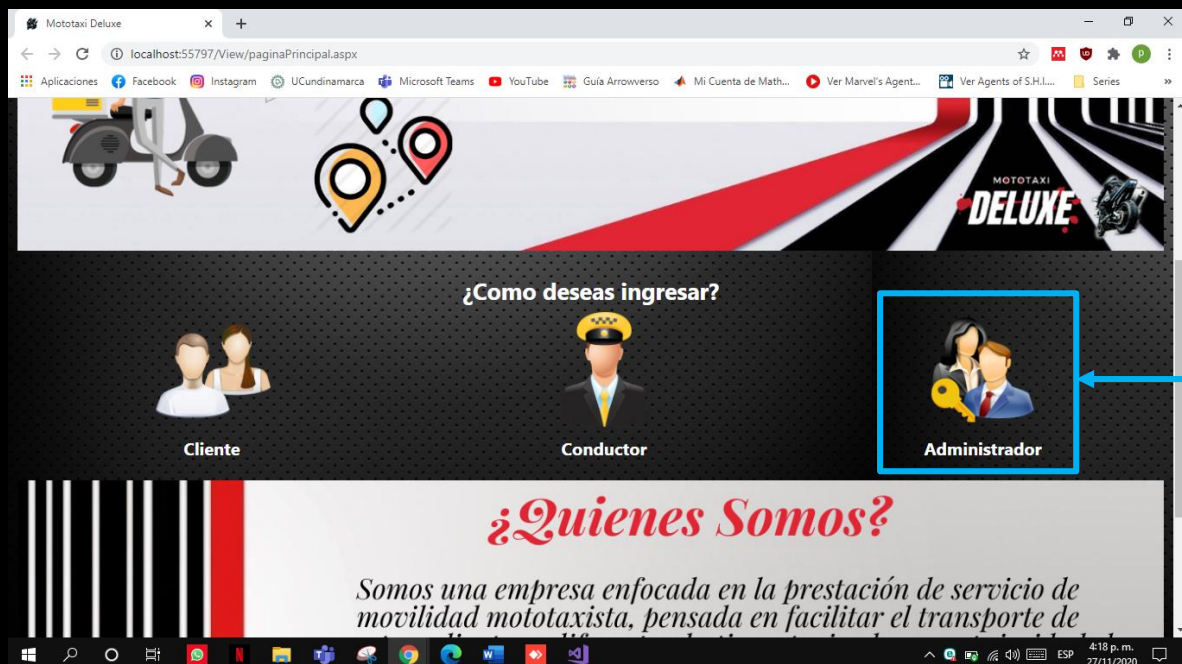 Mototaxi Deluxe
localhost:55797/View/paginaPrincipal.aspx
Aplicaciones Facebook Instagram UCundinamarca Microsoft Teams YouTube Guía Arrowverso Mi Cuenta de Math... Ver Marvel's Agent... Ver Agents of S.H.I.... Series »
MOTOTAXI
DELUXE
¿Como deseas ingresar?
Cliente Conductor Administrador
¿Quienes Somos?
Somos una empresa enfocada en la prestación de servicio de
movilidad mototaxista, pensada en facilitar el transporte de
ESP 4:18 p. m.
27/11/2020